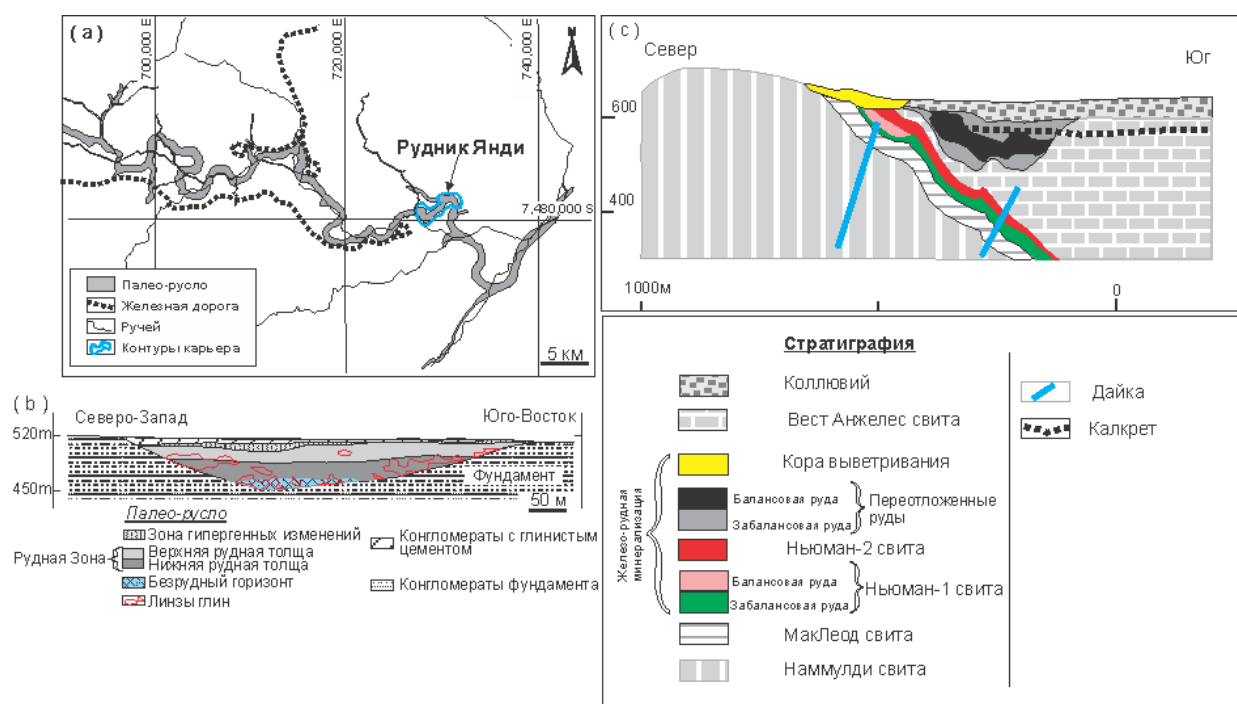 (a)
700,000 E
720,000 E
740,000 E
Рудник Янди
7,480,000 S
Палео-русло
Железная дорога
Ручей
Контуры карьера
5 км
(b)
Северо-Запад
Юго-Восток
520m
450m
Фундамент
50 м
Палео-русло
Зона гипергенных изменений
Рудная Зона
Верхняя рудная толща
Нижняя рудная толща
Безрудный горизонт
Линзы глин
Конгломераты с глинистым
цементом
Конгломераты фундамента
(c)
Север
Юг
600
400
1000м
0
Стратиграфия
Коллювий
Вест Анжелес свита
Кора выветривания
Балансовая руда
Забалансовая руда
Переотложенные
руды
Ньюман-2 свита
Балансовая руда
Забалансовая руда
Ньюман-1 свита
МакЛеод свита
Наммулди свита
Железо-рудная
минерализация
Дайка
Калкрет